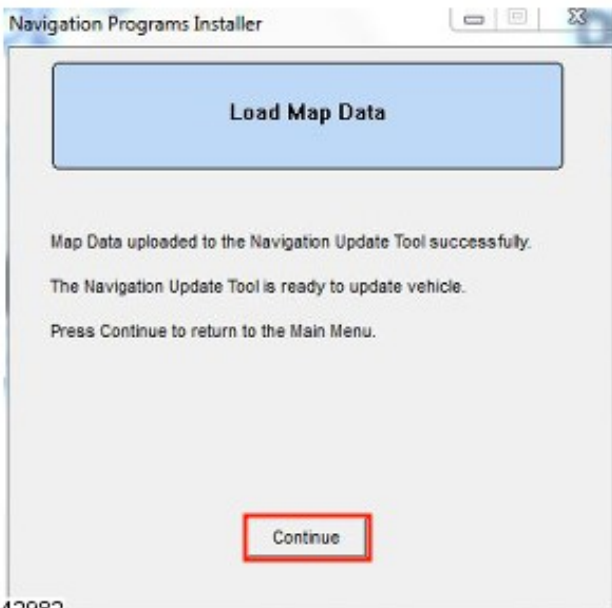 Navigation Programs Installer
Load Map Data
Map Data uploaded to the Navigation Update Tool successfully.
The Navigation Update Tool is ready to update vehicle.
Press Continue to return to the Main Menu.
Continue